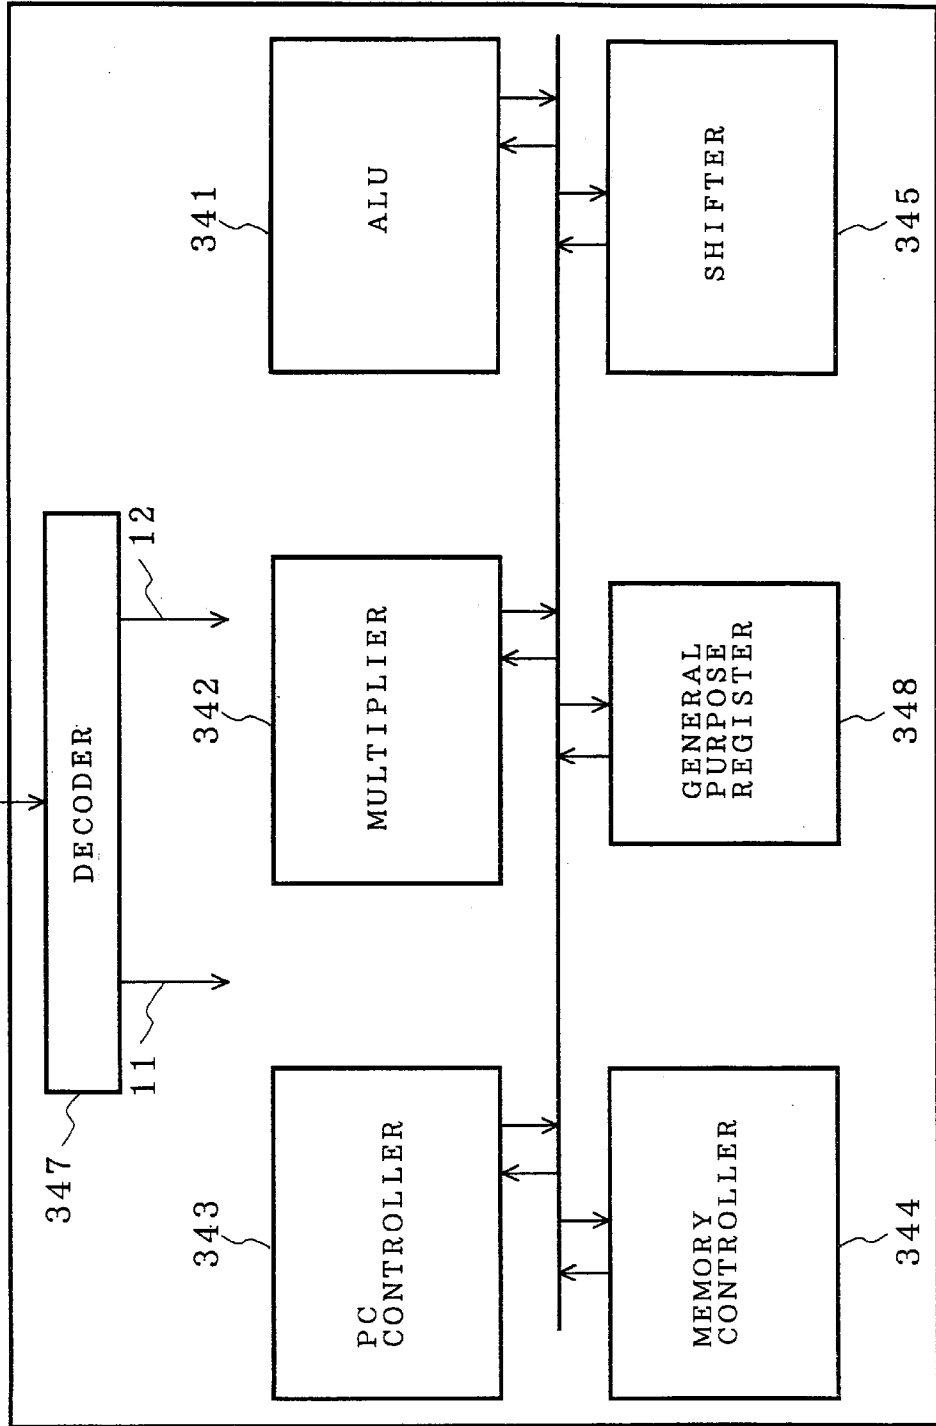 347
DECODER
11
12
343
PC
CONTROLLER
342
MULTIPLIER
341
ALU
MEMORY
CONTROLLER
344
GENERAL
PURPOSE
REGISTER
348
SHIFTER
345